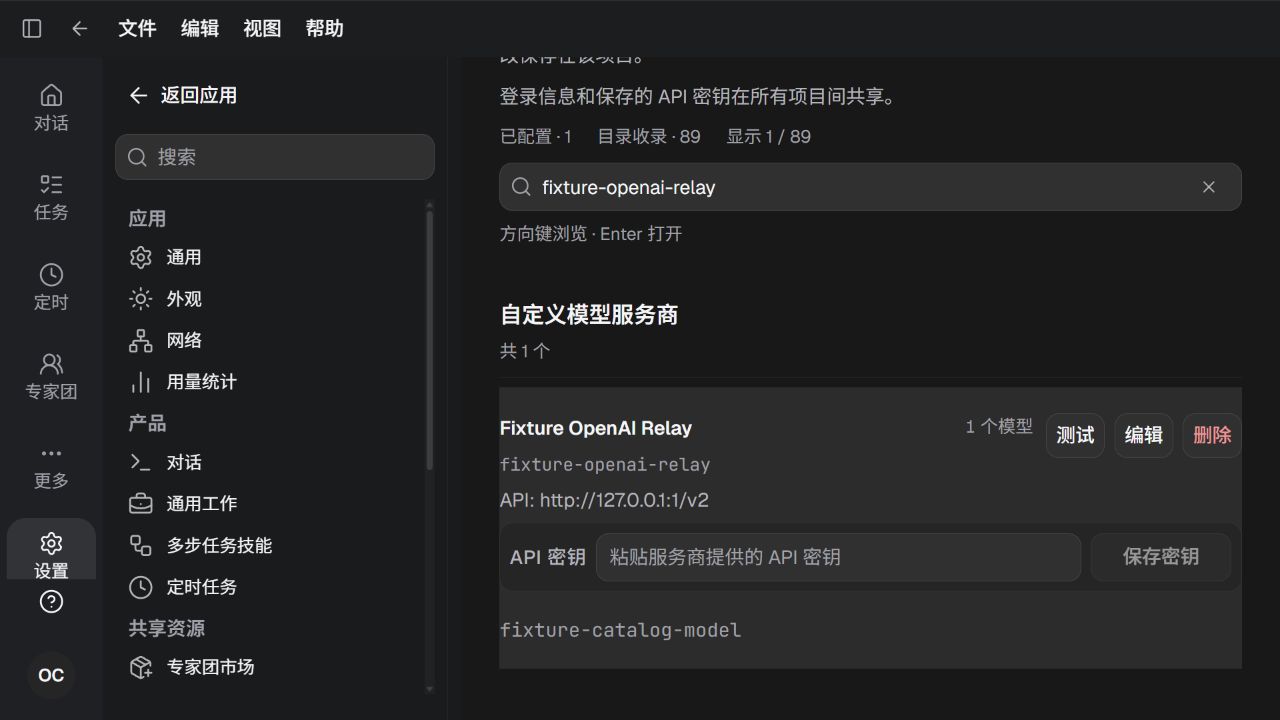 文件 编辑 视图 帮助
对话
任务
定时
专家团
更多
设置
OC
返回应用
搜索
应用
通用
外观
网络
用量统计
产品
对话
通用工作
多步任务技能
定时任务
共享资源
专家团市场
改保存在该项目。
登录信息和保存的 API 密钥在所有项目间共享。
已配置 · 1 目录收录 · 89 显示 1 / 89
fixture-openai-relay
方向键浏览 · Enter 打开
自定义模型服务商
共 1 个
Fixture OpenAI Relay 1 个模型 测试 编辑 删除
fixture-openai-relay
API: http://127.0.0.1:1/v2
API 密钥 粘贴服务商提供的 API 密钥 保存密钥
fixture-catalog-model